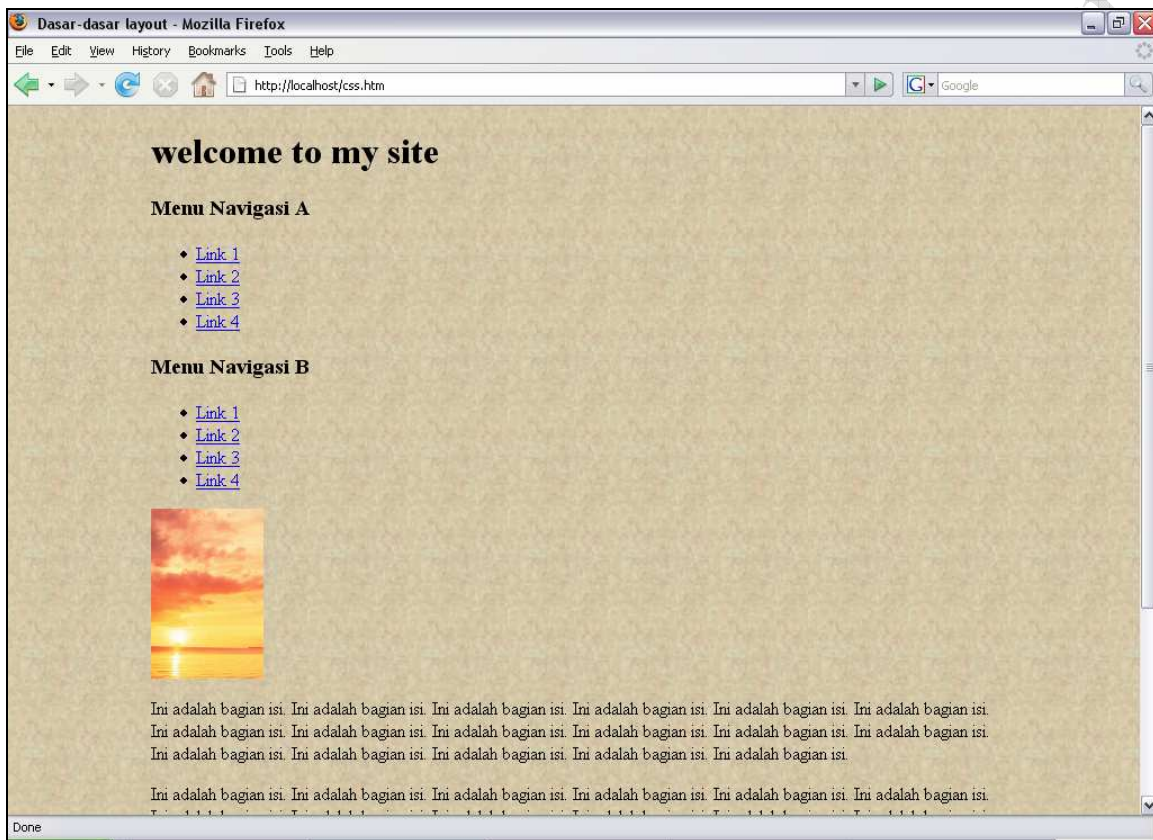 Dasar-dasar layout - Mozilla Firefox
File Edit View History Bookmarks Tools Help
http://localhost/css.htm
G Google
welcome to my site
Menu Navigasi A
Link 1
Link 2
Link 3
Link 4
Menu Navigasi B
Link 1
Link 2
Link 3
Link 4
Ini adalah bagian isi. Ini adalah bagian isi. Ini adalah bagian isi. Ini adalah bagian isi. Ini adalah bagian isi. Ini adalah bagian isi.
Ini adalah bagian isi. Ini adalah bagian isi. Ini adalah bagian isi. Ini adalah bagian isi. Ini adalah bagian isi. Ini adalah bagian isi.
Ini adalah bagian isi. Ini adalah bagian isi. Ini adalah bagian isi. Ini adalah bagian isi. Ini adalah bagian isi.
Ini adalah bagian isi. Ini adalah bagian isi. Ini adalah bagian isi. Ini adalah bagian isi. Ini adalah bagian isi. Ini adalah bagian isi.
Done